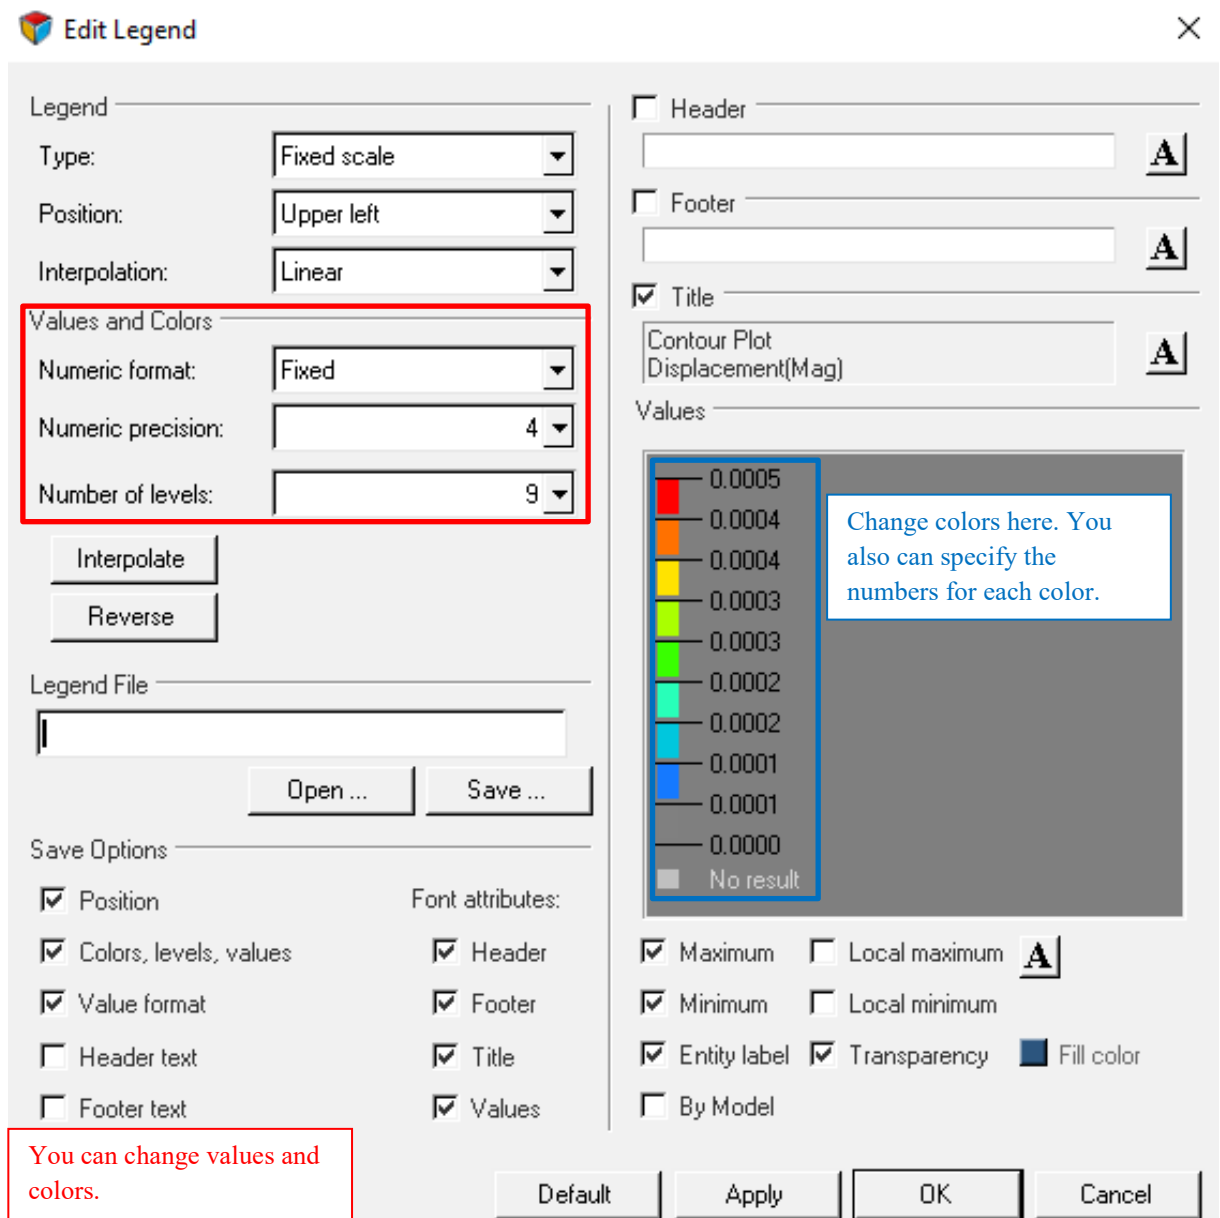 Edit Legend
Legend
Type:
Fixed scale
Position:
Upper left
Interpolation:
Linear
Values and Colors
Numeric format:
Fixed
Numeric precision:
4
Number of levels:
9
Interpolate
Reverse
Legend File
Open ...
Save ...
Save Options
Position
Font attributes:
Colors, levels, values
Header
Value format
Footer
Header text
Title
Footer text
Values
You can change values and
colors.
Header
A
Footer
A
Title
Contour Plot
Displacement(Mag)
A
Values
0.0005
0.0004
0.0004
0.0003
0.0003
0.0002
0.0002
0.0001
0.0001
0.0000
No result
Change colors here. You
also can specify the
numbers for each color.
Maximum
Local maximum
A
Minimum
Local minimum
Entity label
Transparency
Fill color
By Model
Default
Apply
OK
Cancel